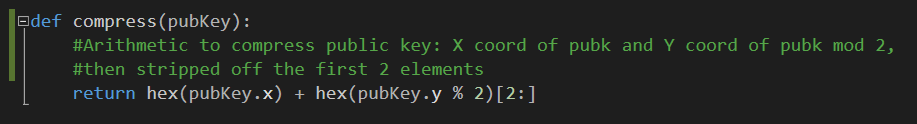 def compress(pubKey):
#Arithmetic to compress public key: X coord of pubk and Y coord of pubk mod 2,
#then stripped off the first 2 elements
return hex(pubKey.x) + hex(pubKey.y % 2)[2:]